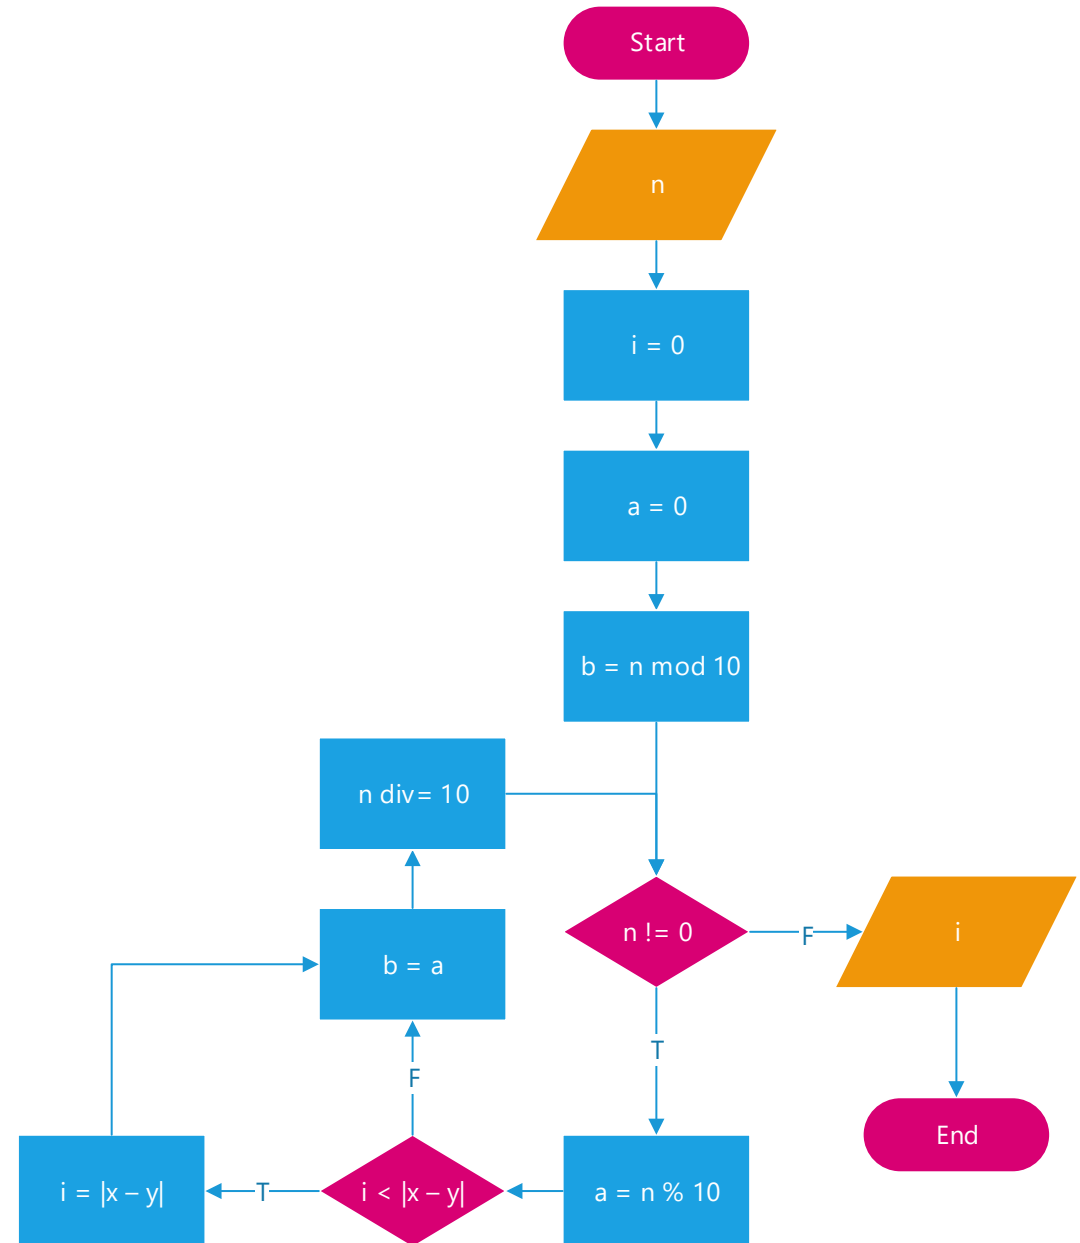 Start
n
i = 0
a = 0
b = n mod 10
n div= 10
n != 0
F
i
b = a
T
F
End
i = |x – y|
T
i < |x – y|
a = n % 10